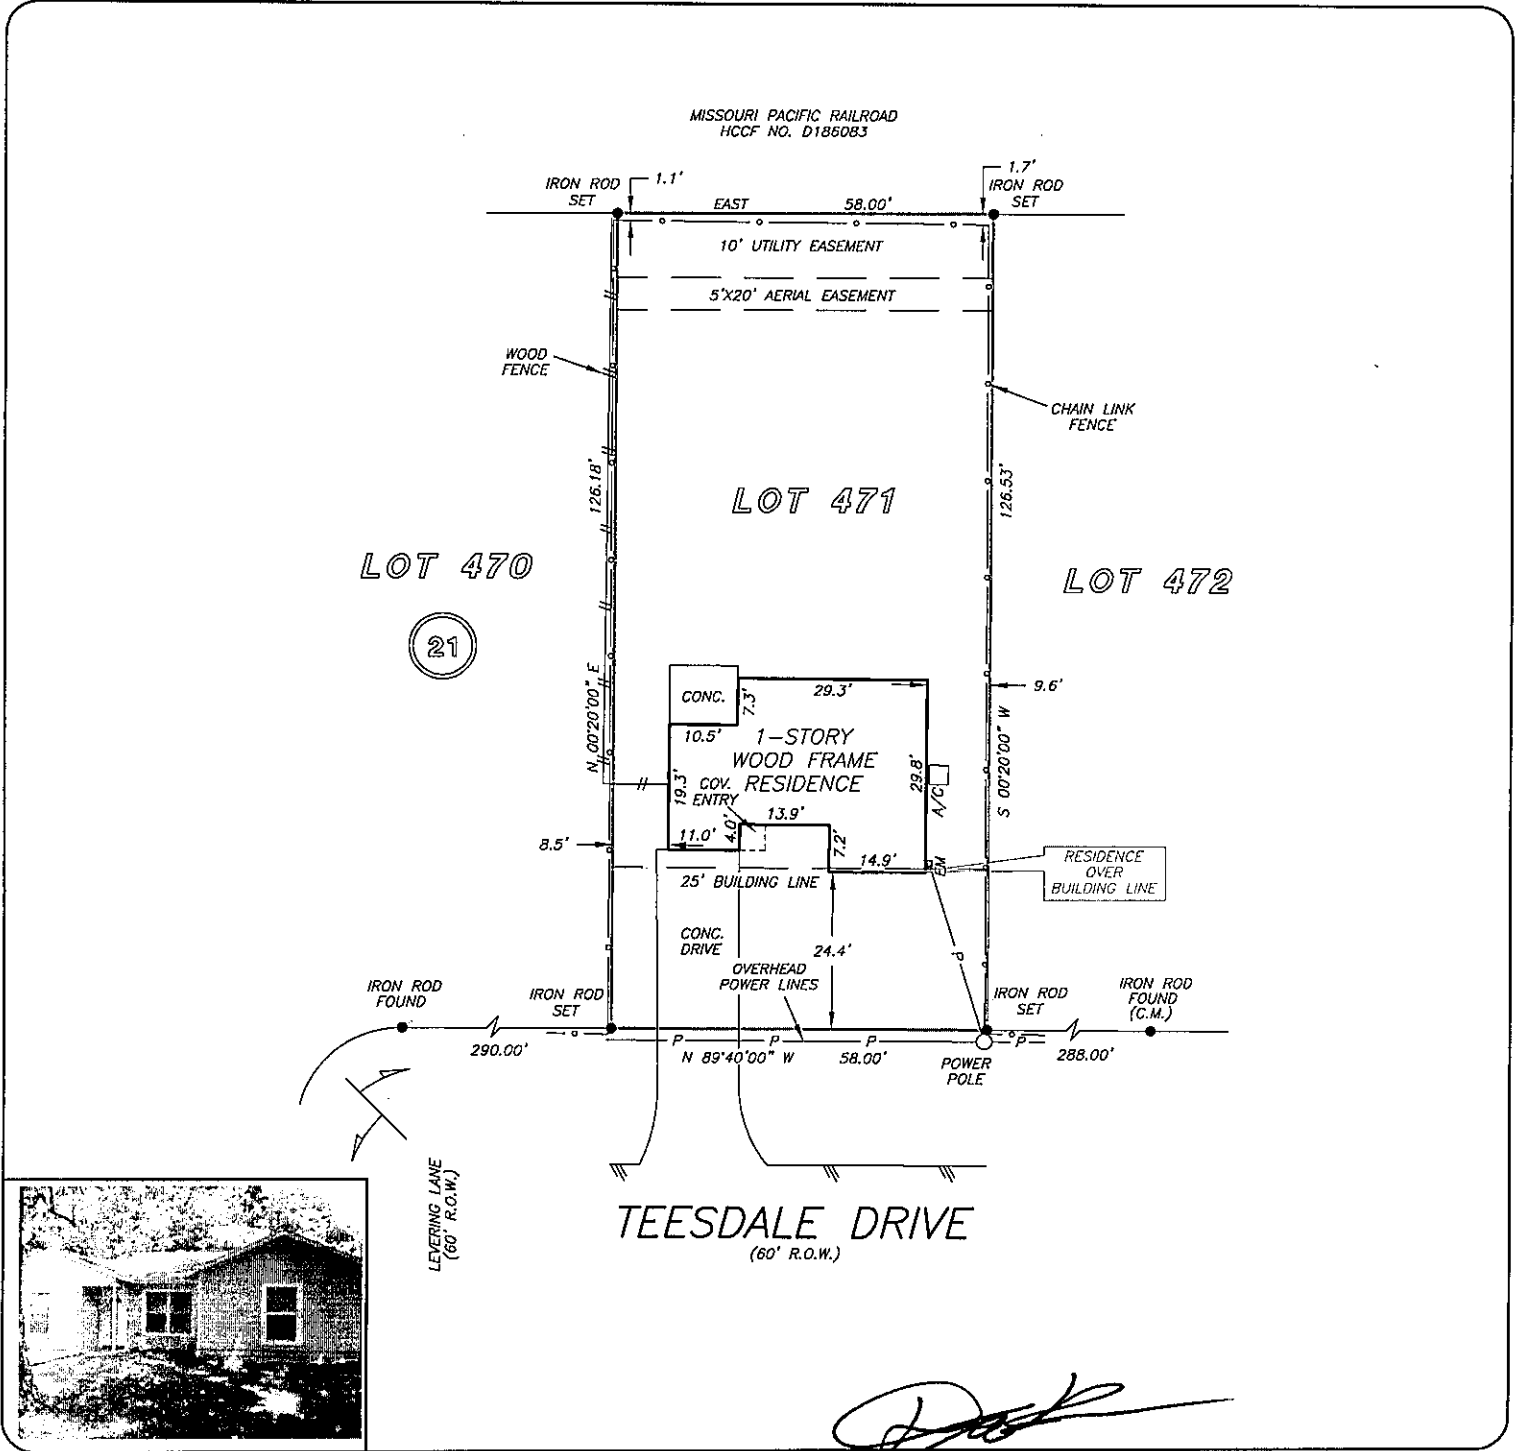 MISSOURI PACIFIC RAILROAD
HCCF NO. D186083
1.1'
1.7'
IRON ROD
SET
IRON ROD
SET
EAST 58.00'
10' UTILITY EASEMENT
5'X20' AERIAL EASEMENT
WOOD
FENCE
CHAIN LINK
FENCE
126.18'
126.53'
LOT 471
LOT 470
LOT 472
21
N 00°20'00" E
S 00°20'00" W
CONC.
7.3'
29.3'
9.6'
10.5'
1-STORY
WOOD FRAME
RESIDENCE
19.3'
COV.
ENTRY
29.8'
A/C
13.9'
8.5'
11.0'
4.0'
7.2'
14.9'
EM
25' BUILDING LINE
RESIDENCE
OVER
BUILDING LINE
CONC.
DRIVE
24.4'
P
OVERHEAD
POWER LINES
IRON ROD
FOUND
IRON ROD
SET
IRON ROD
SET
IRON ROD
FOUND
(C.M.)
290.00'
P P P P
N 89°40'00" W 58.00'
288.00'
POWER
POLE
LEVERING LANE
(60' R.O.W.)
TEESDALE DRIVE
(60' R.O.W.)